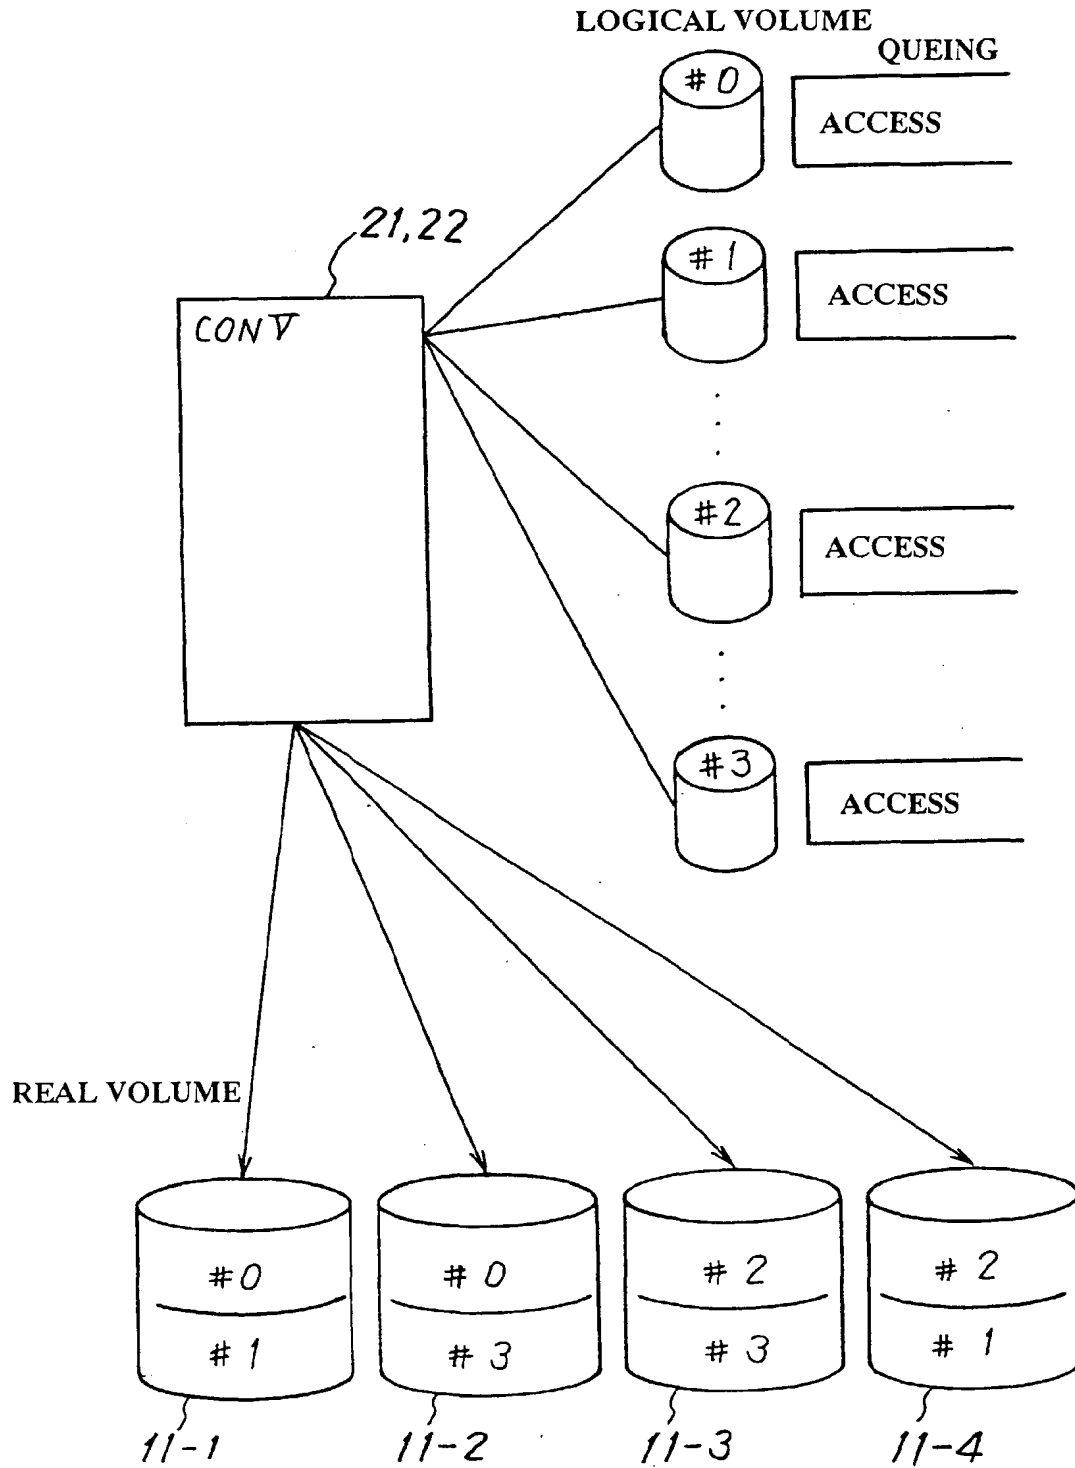 LOGICAL VOLUME
QUEING
#0
ACCESS
21,22
#1
ACCESS
CONV
#2
ACCESS
#3
ACCESS
REAL VOLUME
#0
#1
#0
#3
#2
#3
#2
#1
11-1
11-2
11-3
11-4